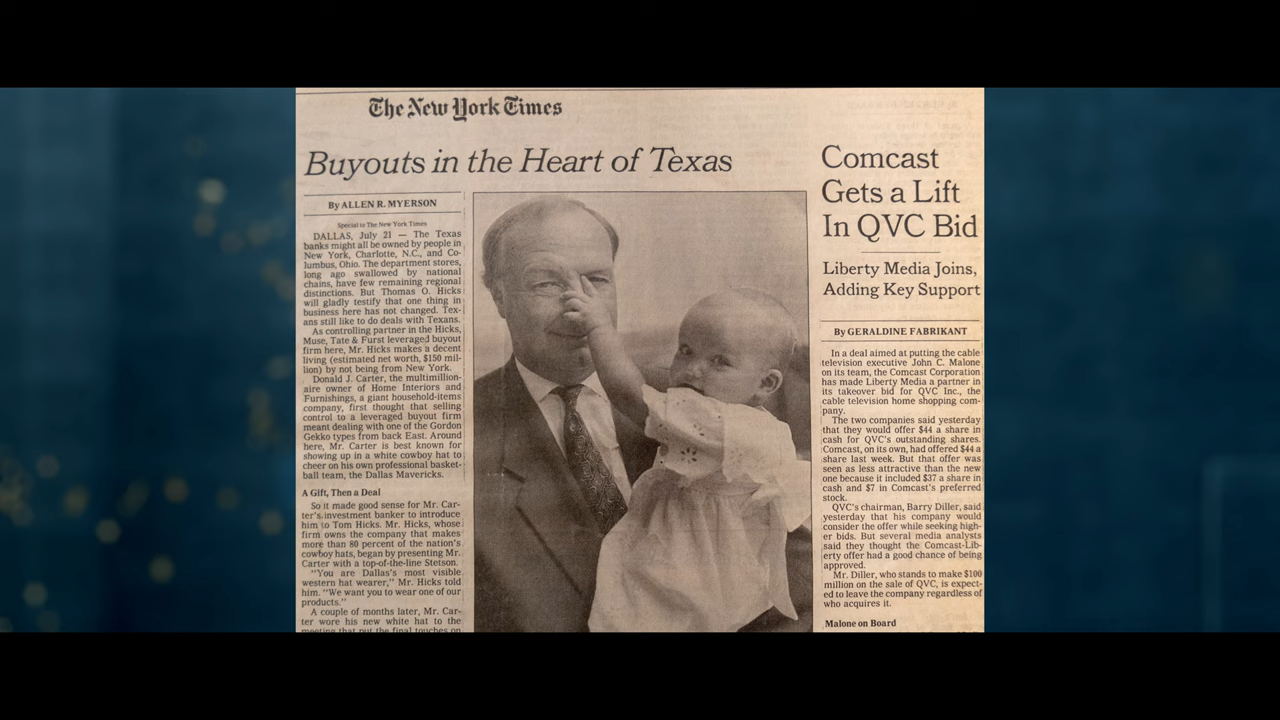 The New York Times
Buyouts in the Heart of Texas
By ALLEN R. MYERSON
Special to The New York Times
DALLAS, July 21 — The Texas
banks might all be owned by people in
New York, Charlotte, N.C., and Co-
lumbus, Ohio. The department stores,
long ago swallowed by national
chains, have few remaining regional
distinctions. But Thomas O. Hicks
will gladly testify that one thing in
business here has not changed. Tex-
ans still like to do deals with Texans.
As controlling partner in the Hicks,
Muse, Tate & Furst leveraged buyout
firm here, Mr. Hicks makes a decent
living (estimated net worth, $150 mil-
lion) by not being from New York.
Donald J. Carter, the multimillion-
aire owner of Home Interiors and
Furnishings, a giant household-items
company, first thought that selling
control to a leveraged buyout firm
meant dealing with one of the Gordon
Gekko types from back East. Around
here, Mr. Carter is best known for
showing up in a white cowboy hat to
cheer on his own professional basket-
ball team, the Dallas Mavericks.
A Gift, Then a Deal
So it made good sense for Mr. Car-
ter's investment banker to introduce
him to Tom Hicks. Mr. Hicks, whose
firm owns the company that makes
more than 80 percent of the nation's
cowboy hats, began by presenting Mr.
Carter with a top-of-the-line Stetson.
"You are Dallas's most visible
western hat wearer," Mr. Hicks told
him. "We want you to wear one of our
products."
A couple of months later, Mr. Car-
ter wore his new white hat to the
meeting that put the final touches on
Comcast
Gets a Lift
In QVC Bid
Liberty Media Joins,
Adding Key Support
By GERALDINE FABRIKANT
In a deal aimed at putting the cable
television executive John C. Malone
on its team, the Comcast Corporation
has made Liberty Media a partner in
its takeover bid for QVC Inc., the
cable television home shopping com-
pany.
The two companies said yesterday
that they would offer $44 a share in
cash for QVC's outstanding shares.
Comcast, on its own, had offered $44 a
share last week. But that offer was
seen as less attractive than the new
one because it included $37 a share in
cash and $7 in Comcast's preferred
stock.
QVC's chairman, Barry Diller, said
yesterday that his company would
consider the offer while seeking high-
er bids. But several media analysts
said they thought the Comcast-Lib-
erty offer had a good chance of being
approved.
Mr. Diller, who stands to make $100
million on the sale of QVC, is expect-
ed to leave the company regardless of
who acquires it.
Malone on Board